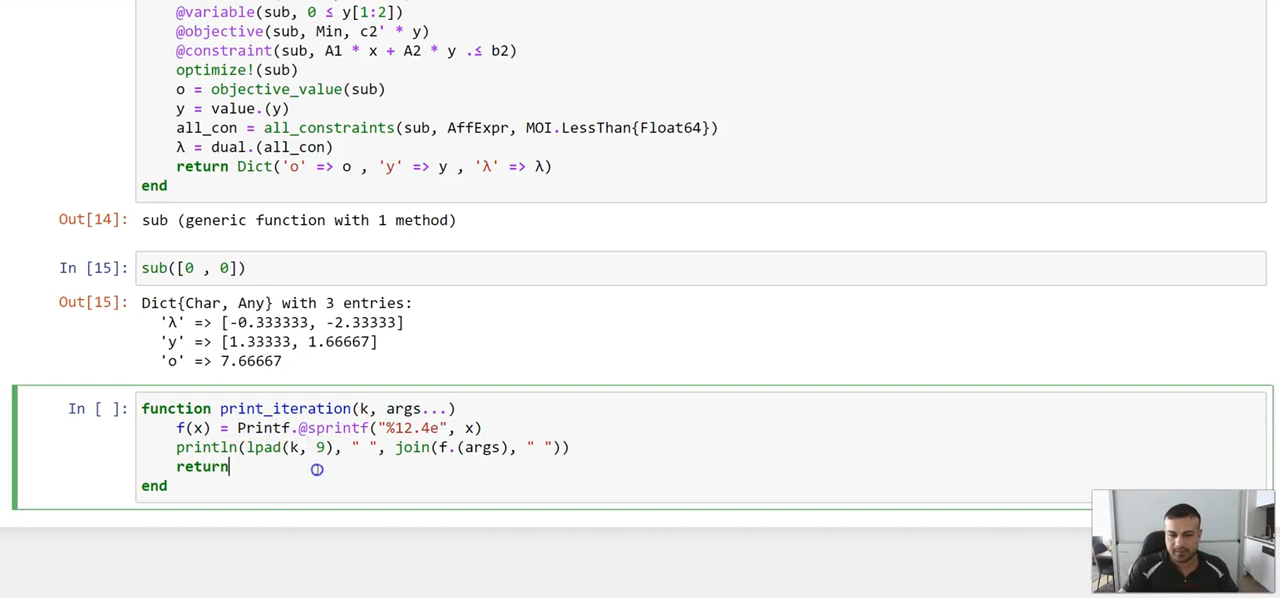 @variable(sub, 0 ≤ y[1:2])
@objective(sub, Min, c2' * y)
@constraint(sub, A1 * x + A2 * y .≤ b2)
optimize!(sub)
o = objective_value(sub)
y = value.(y)
all_con = all_constraints(sub, AffExpr, MOI.LessThan{Float64})
λ = dual.(all_con)
return Dict('o' => o , 'y' => y , 'λ' => λ)
end
Out[14]: sub (generic function with 1 method)
In [15]: sub([0 , 0])
Out[15]: Dict{Char, Any} with 3 entries:
'λ' => [-0.333333, -2.33333]
'y' => [1.33333, 1.66667]
'o' => 7.66667
In [ ]: function print_iteration(k, args...)
f(x) = Printf.@sprintf("%12.4e", x)
println(lpad(k, 9), " ", join(f.(args), " "))
return
end